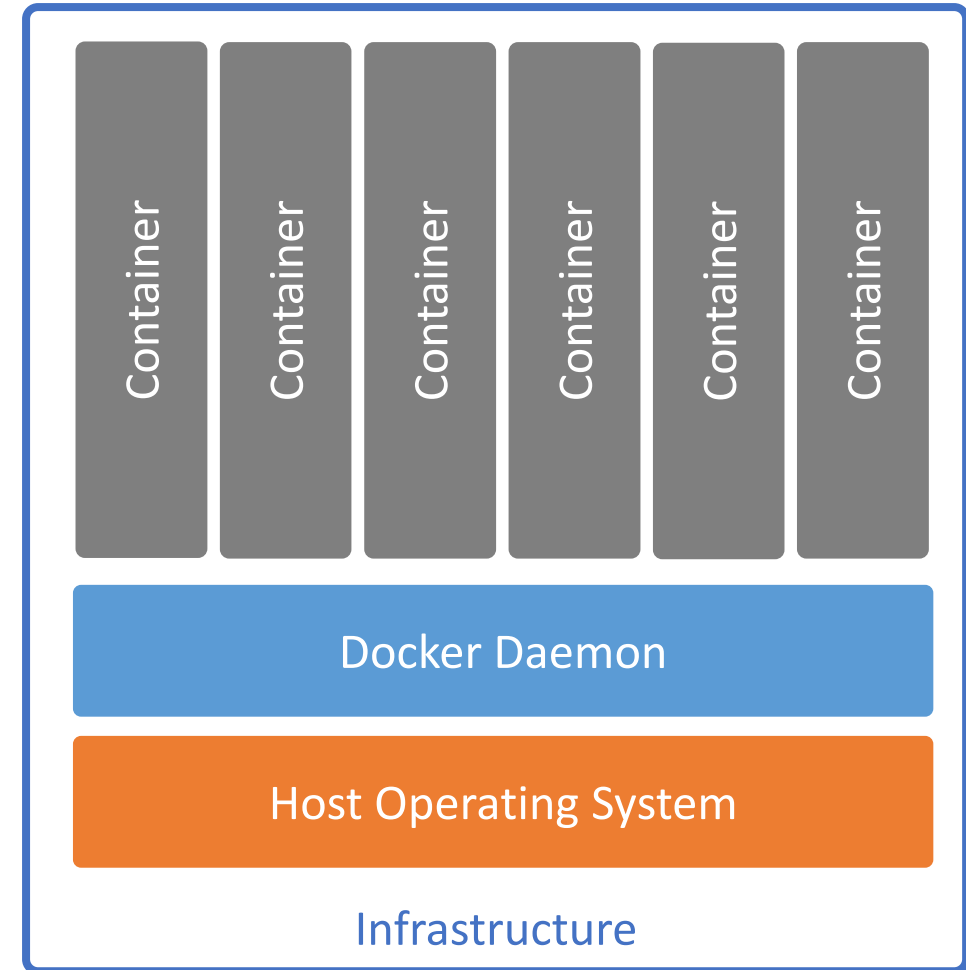 Container
Container
Container
Container
Container
Container
Docker Daemon
Host Operating System
Infrastructure